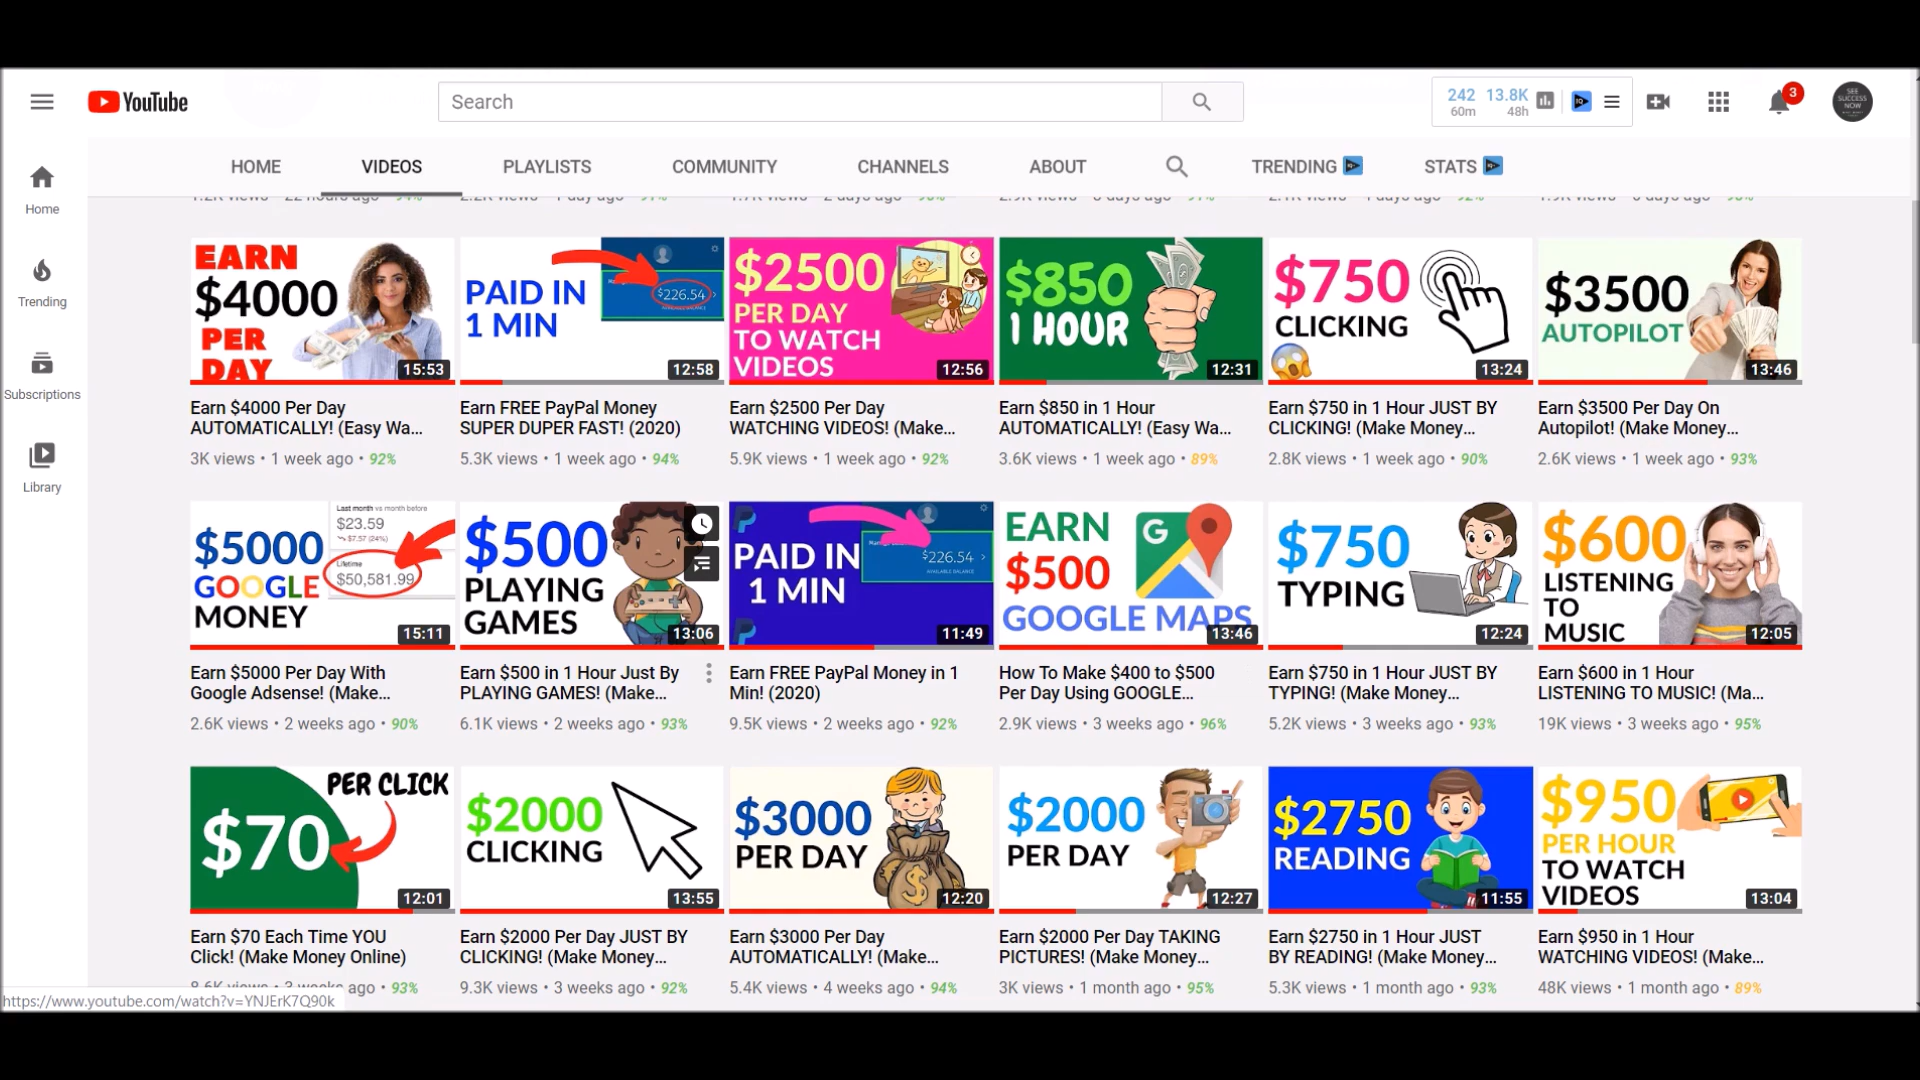 YouTube
Search
242 13.8K
60m 48h
3
SEE
SUCCESS
NOW
HOME VIDEOS PLAYLISTS COMMUNITY CHANNELS ABOUT TRENDING STATS
Home
Trending
Subscriptions
Library
EARN
$4000
PER
DAY
15:53
PAID IN
1 MIN
$226.54
12:58
$2500
PER DAY
TO WATCH
VIDEOS
12:56
$850
1 HOUR
12:31
$750
CLICKING
13:24
$3500
AUTOPILOT
13:46
Earn $4000 Per Day
AUTOMATICALLY! (Easy Wa...
3K views • 1 week ago • 92%
Earn FREE PayPal Money
SUPER DUPER FAST! (2020)
5.3K views • 1 week ago • 94%
Earn $2500 Per Day
WATCHING VIDEOS! (Make...
5.9K views • 1 week ago • 92%
Earn $850 in 1 Hour
AUTOMATICALLY! (Easy Wa...
3.6K views • 1 week ago • 89%
Earn $750 in 1 Hour JUST BY
CLICKING! (Make Money...
2.8K views • 1 week ago • 90%
Earn $3500 Per Day On
Autopilot! (Make Money...
2.6K views • 1 week ago • 93%
$5000
GOOGLE
MONEY
Last month vs month before
$23.59
$7.57 (24%)
Lifetime
$50,581.99
15:11
$500
PLAYING
GAMES
13:06
PAID IN
1 MIN
$226.54
AVAILABLE BALANCE
11:49
EARN
$500
GOOGLE MAPS
G
13:46
$750
TYPING
12:24
$600
LISTENING
TO
MUSIC
12:05
Earn $5000 Per Day With
Google Adsense! (Make...
2.6K views • 2 weeks ago • 90%
Earn $500 in 1 Hour Just By
PLAYING GAMES! (Make...
6.1K views • 2 weeks ago • 93%
Earn FREE PayPal Money in 1
Min! (2020)
9.5K views • 2 weeks ago • 92%
How To Make $400 to $500
Per Day Using GOOGLE...
2.9K views • 3 weeks ago • 96%
Earn $750 in 1 Hour JUST BY
TYPING! (Make Money...
5.2K views • 3 weeks ago • 93%
Earn $600 in 1 Hour
LISTENING TO MUSIC! (Ma...
19K views • 3 weeks ago • 95%
PER CLICK
$70
12:01
$2000
CLICKING
13:55
$3000
PER DAY
$
12:20
$2000
PER DAY
12:27
$2750
READING
11:55
$950
PER HOUR
TO WATCH
VIDEOS
13:04
Earn $70 Each Time YOU
Click! (Make Money Online)
8.6K views • 3 weeks ago • 93%
Earn $2000 Per Day JUST BY
CLICKING! (Make Money...
9.3K views • 3 weeks ago • 92%
Earn $3000 Per Day
AUTOMATICALLY! (Make...
5.4K views • 4 weeks ago • 94%
Earn $2000 Per Day TAKING
PICTURES! (Make Money...
3K views • 1 month ago • 95%
Earn $2750 in 1 Hour JUST
BY READING! (Make Money...
5.3K views • 1 month ago • 93%
Earn $950 in 1 Hour
WATCHING VIDEOS! (Make...
48K views • 1 month ago • 89%
https://www.youtube.com/watch?v=YNJErK7Q90k